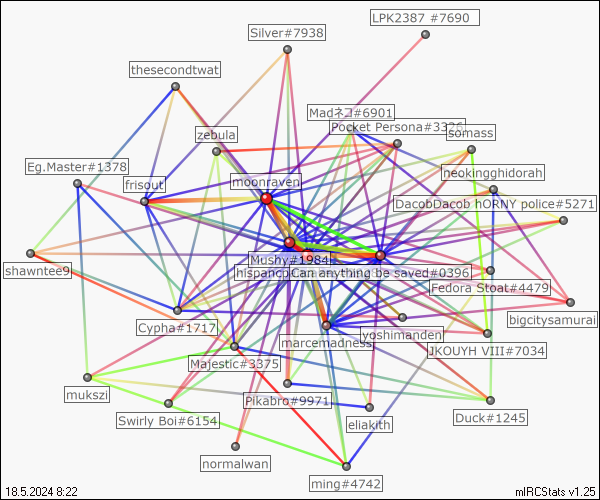 LPK2387 #7690
Silver#7938
thesecondtwat
Madネコ#6901
Pocket Persona#3326
zebula
somass
Eg.Master#1378
neokingghidorah
moonraven
frisout
DacobDacob hORNY police#5271
Mushy#1984
shawntee9
Can anything be saved#0396
Fedora Stoat#4479
bigcitysamurai
Cypha#1717
yoshimanden
marcemadness
JKOUYH VIII#7034
Majestic#3375
mukszi
Pikabro#9971
Swirly Boi#6154
Duck#1245
eliakith
normalwan
ming#4742
18.5.2024 8:22
mIRCStats v1.25